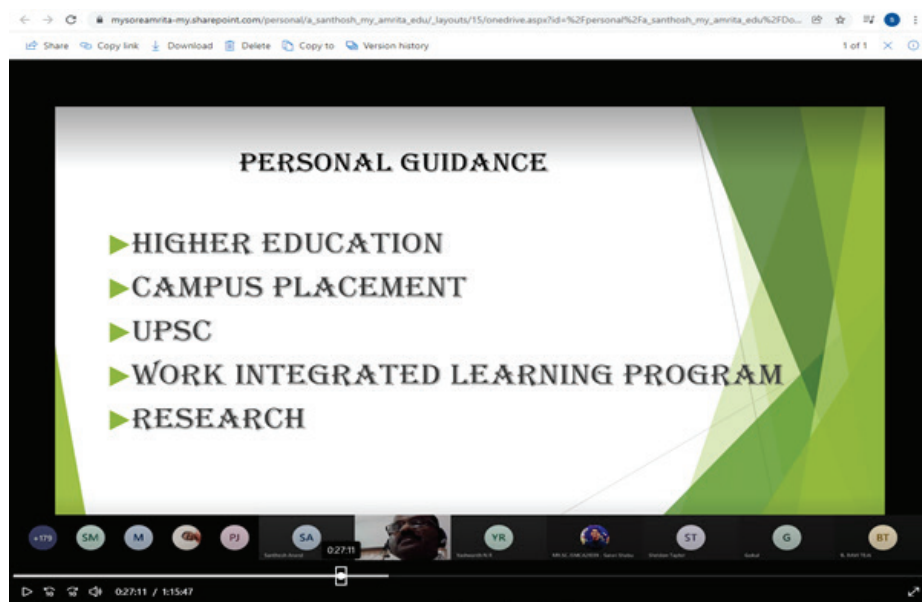 mysoreamrita-my.sharepoint.com/personal/a_santhosh_my_amrita_edu/_layouts/15/onedrive.aspx?id=%2Fpersonal%2Fa_santhosh_my_amrita_edu%2FDo...
Share Copy link Download Delete Copy to Version history 1 of 1
PERSONAL GUIDANCE
HIGHER EDUCATION
CAMPUS PLACEMENT
UPSC
WORK INTEGRATED LEARNING PROGRAM
RESEARCH
+179 SM M PJ SA YR ST G BT
Santhosh Anand
0:27:11
0:27:11 / 1:15:47